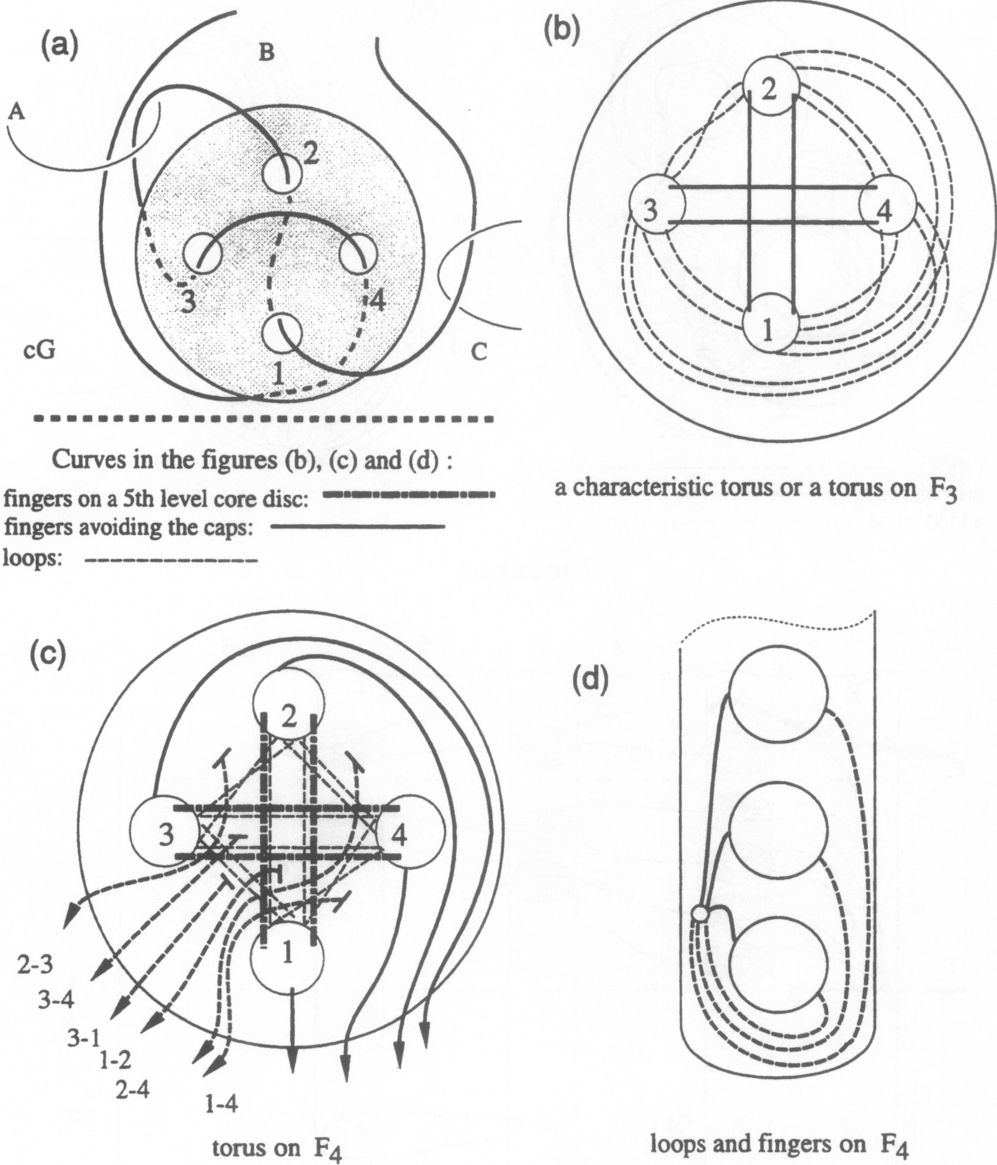 (a)
B
A
2
3
4
1
cG
C
Curves in the figures (b), (c) and (d) :
fingers on a 5th level core disc:
fingers avoiding the caps:
loops:
(b)
2
3
4
1
a characteristic torus or a torus on F3
(c)
2
3
4
1
2-3
3-4
3-1
1-2
2-4
1-4
torus on F4
(d)
loops and fingers on F4